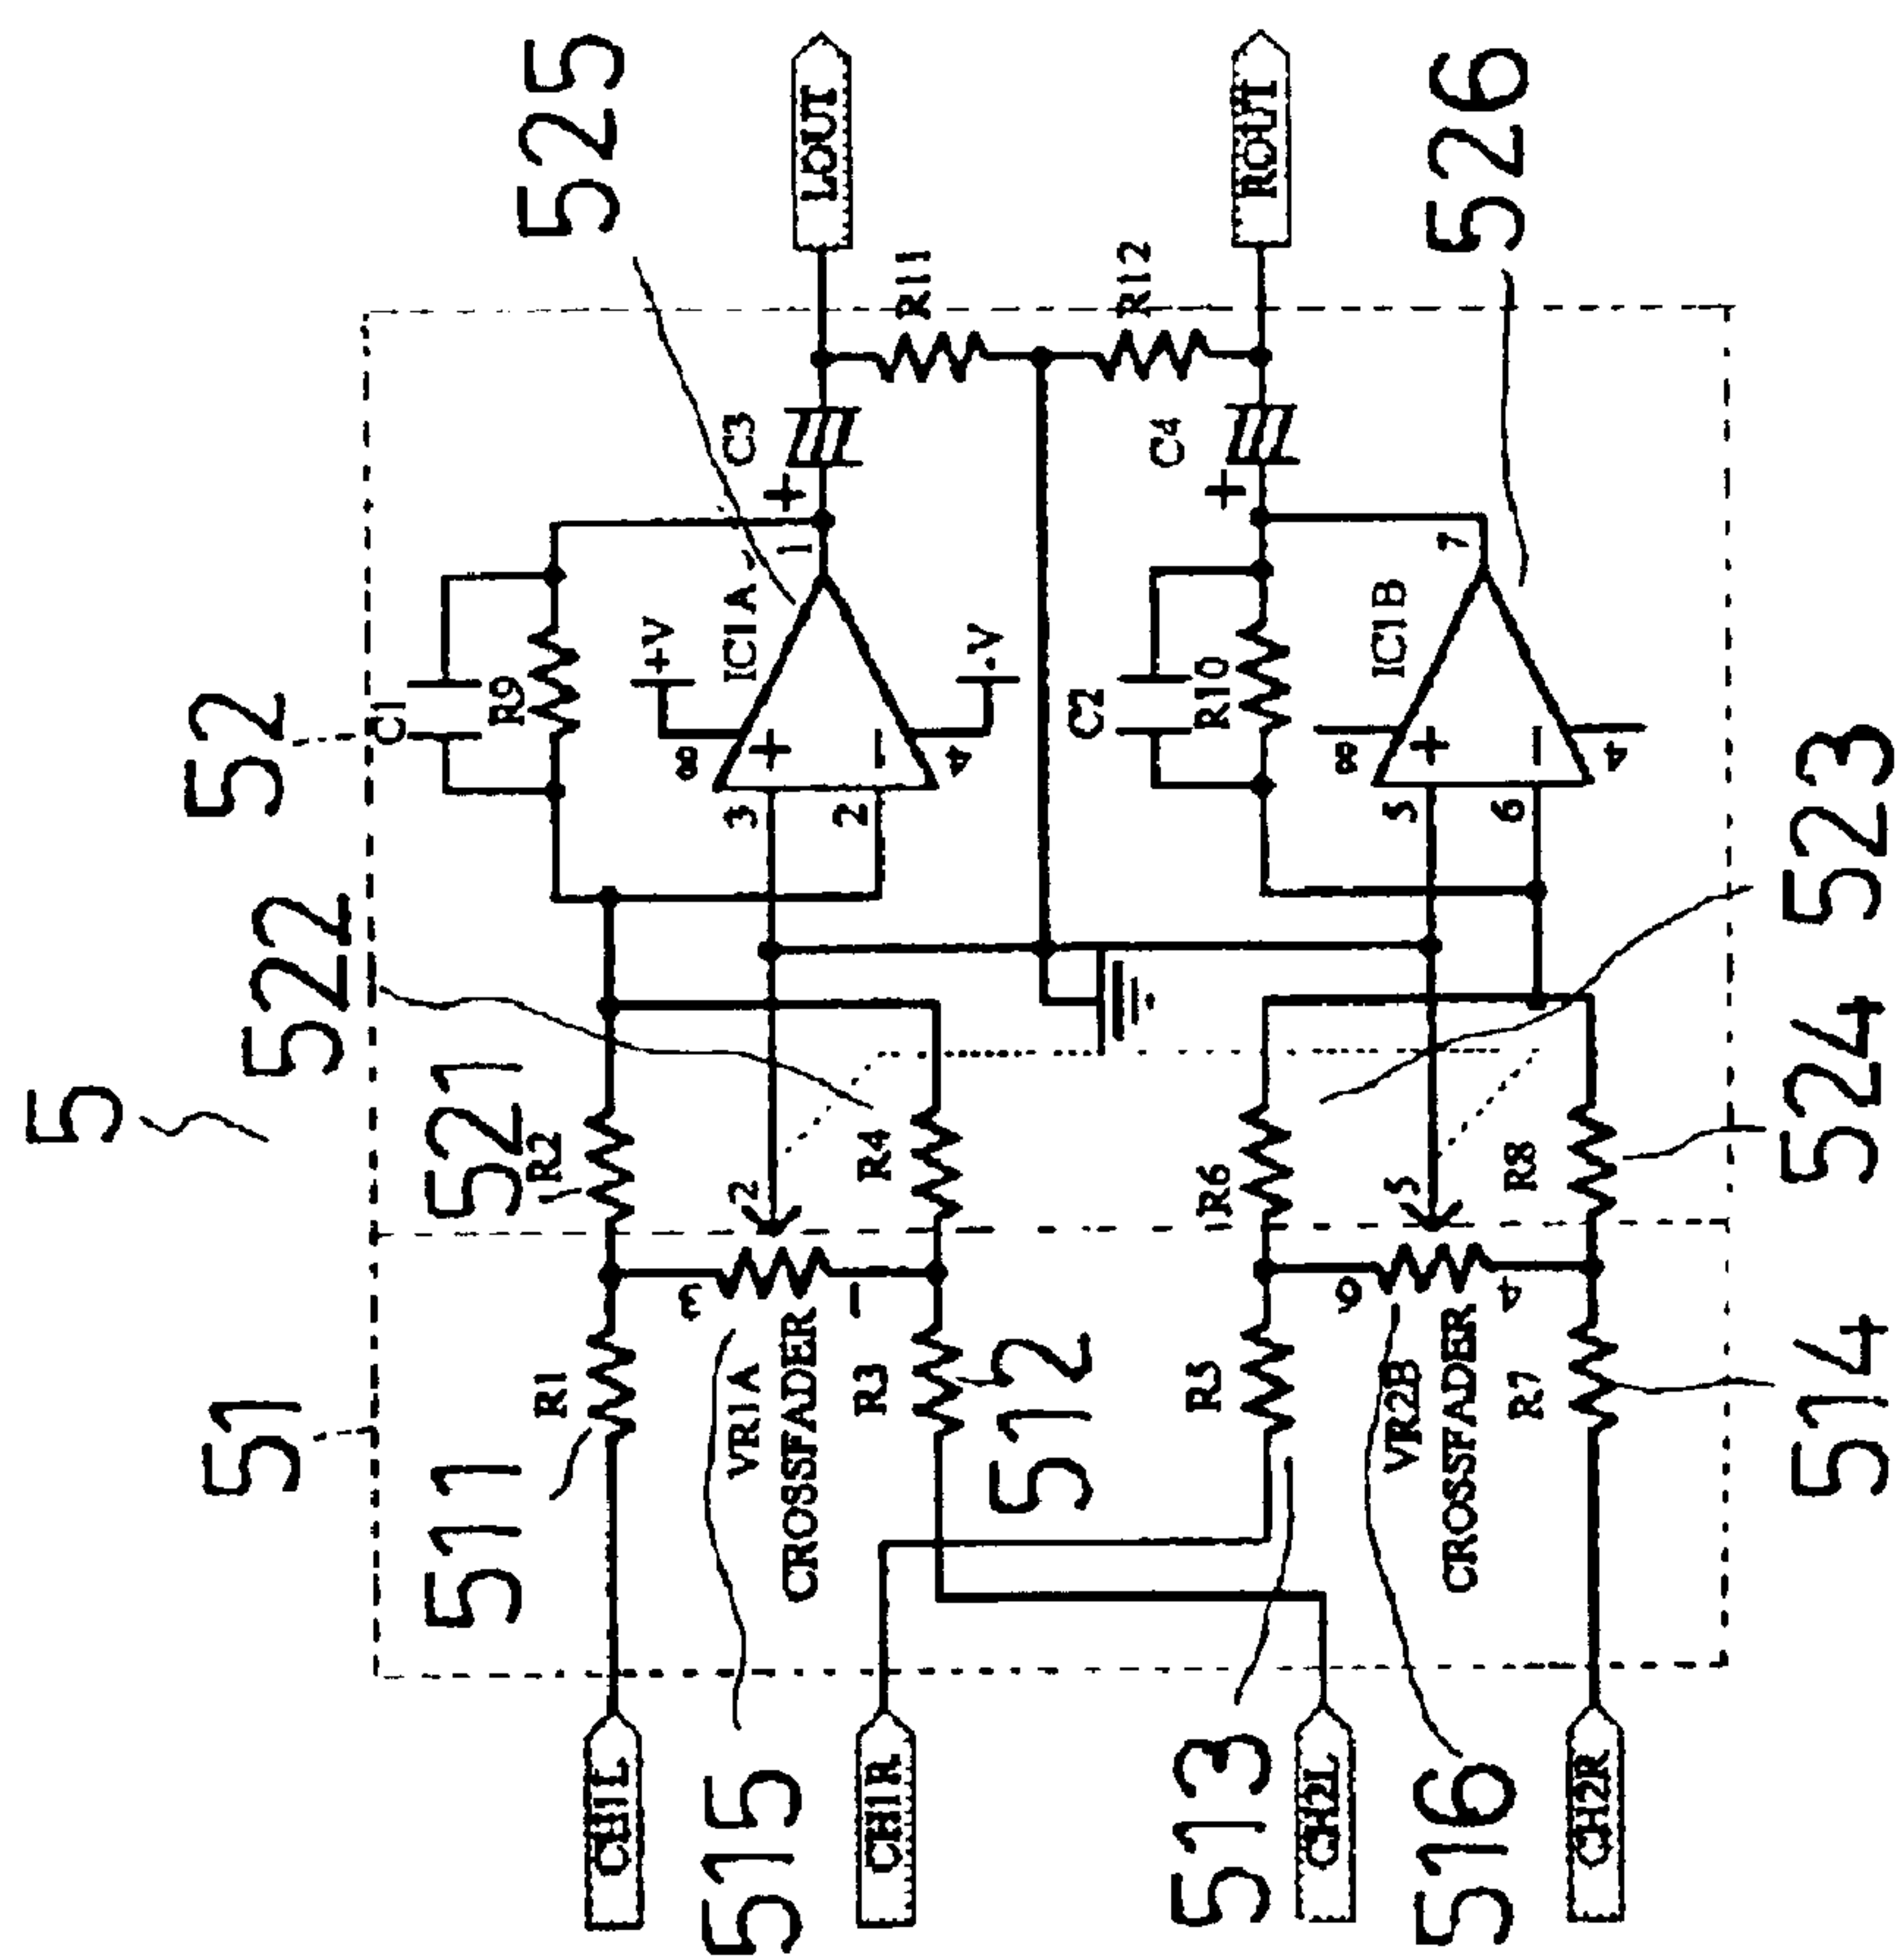 5
51
52
511
521
522
525
515
512
513
516
514
524
523
526
CH1L
CH1R
CH2L
CH2R
LOUT
ROUT
R1
R2
C1
R9
VR1A
CROSSFADER
3
1
2
R3
R4
3
2
8
4
+
−
+V
-V
IC1A
1
+
C3
R11
R12
R5
R6
VR2B
CROSSFADER
6
4
5
R7
R8
C2
R10
5
6
8
4
+
−
IC1B
7
+
C4